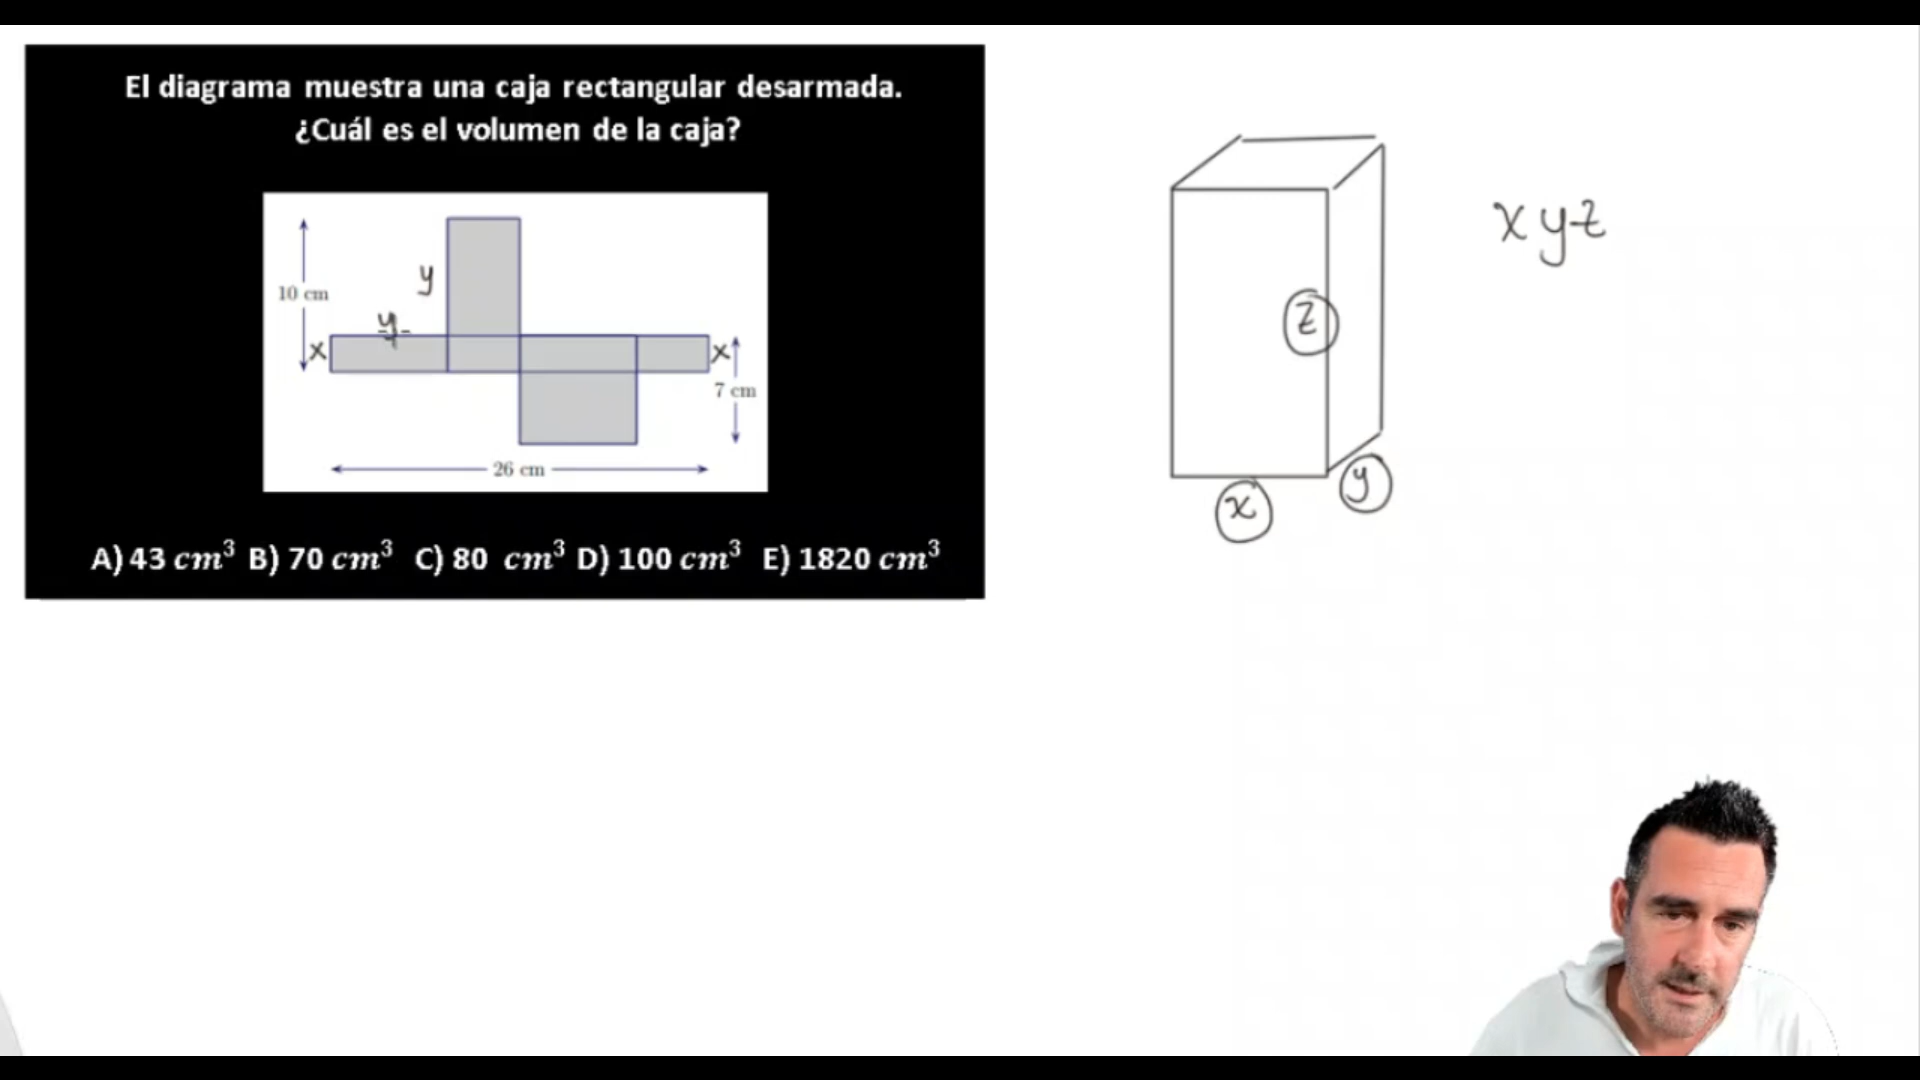 El diagrama muestra una caja rectangular desarmada.
¿Cuál es el volumen de la caja?
10 cm
y
y
x
x
7 cm
26 cm
A) 43 cm³ B) 70 cm³ C) 80 cm³ D) 100 cm³ E) 1820 cm³
xyz
z
y
x